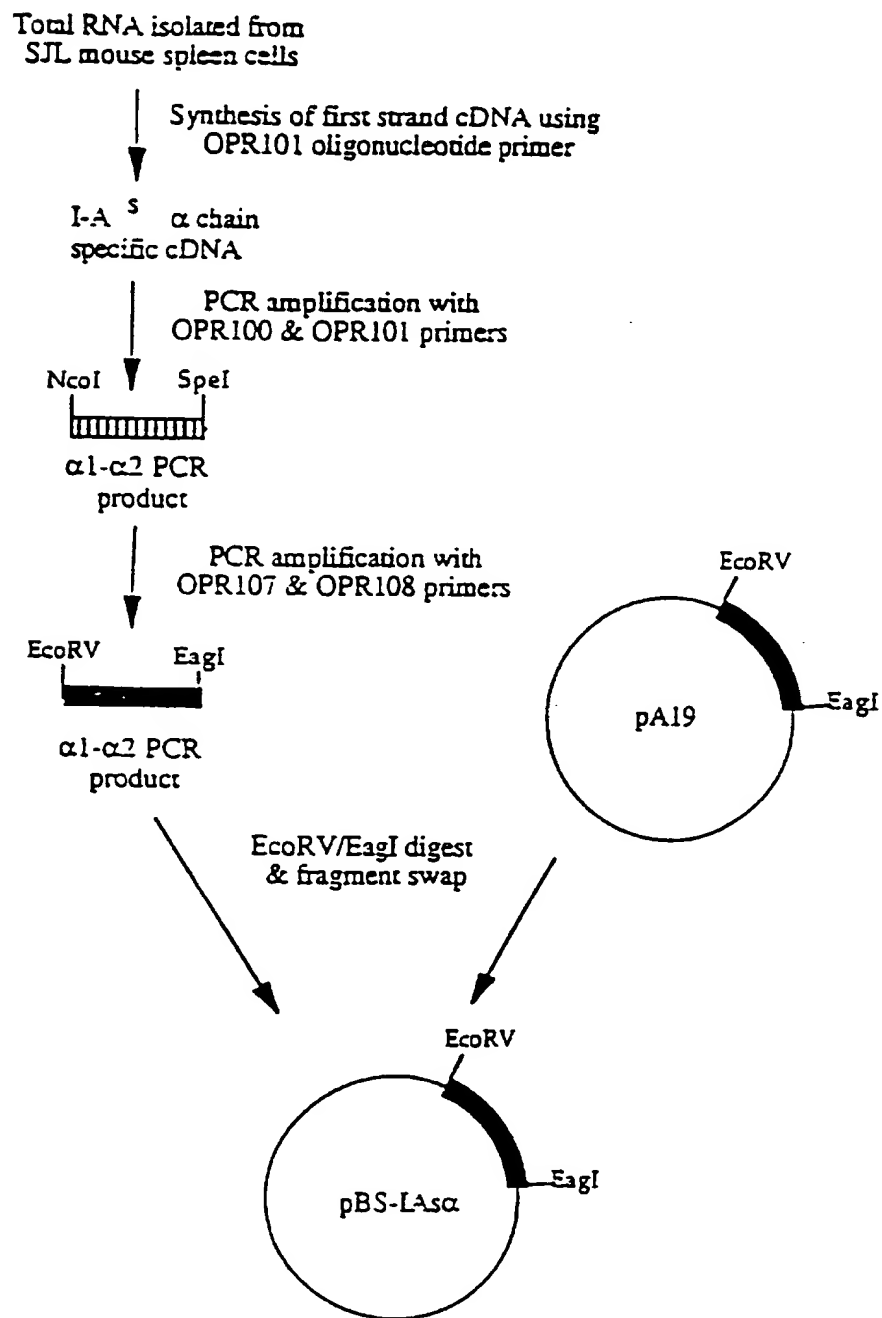 Total RNA isolated from
SJL mouse spleen cells
Synthesis of first strand cDNA using
OPR101 oligonucleotide primer
I-A s α chain
specific cDNA
PCR amplification with
OPR100 & OPR101 primers
NcoI SpeI
α1-α2 PCR
product
PCR amplification with
OPR107 & OPR108 primers
EcoRV
EcoRV EagI
EagI
pA19
α1-α2 PCR
product
EcoRV/EagI digest
& fragment swap
EcoRV
EagI
pBS-IAsα